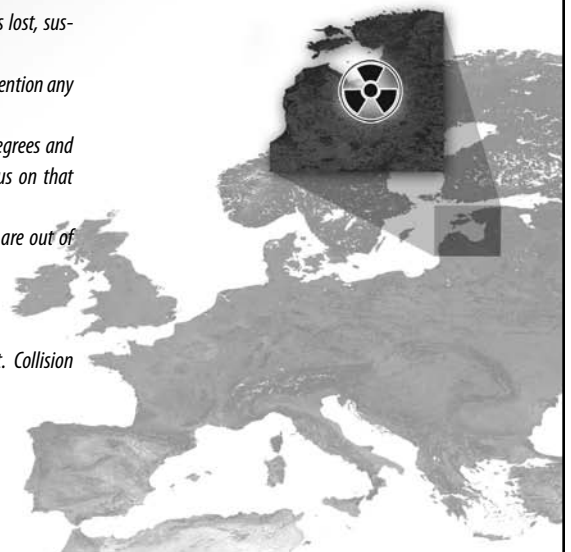 s lost, sus-
ention any
egrees and
us on that
are out of
t. Collision